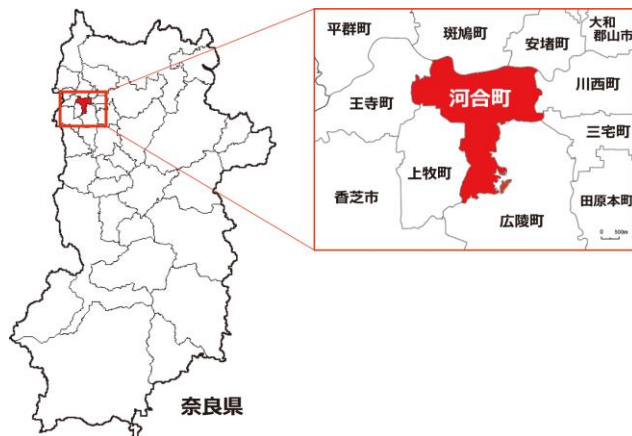 平群町
斑鳩町
安堵町
大和
郡山市
王寺町
河合町
川西町
三宅町
上牧町
香芝市
田原本町
広陵町
0 500m
奈良県